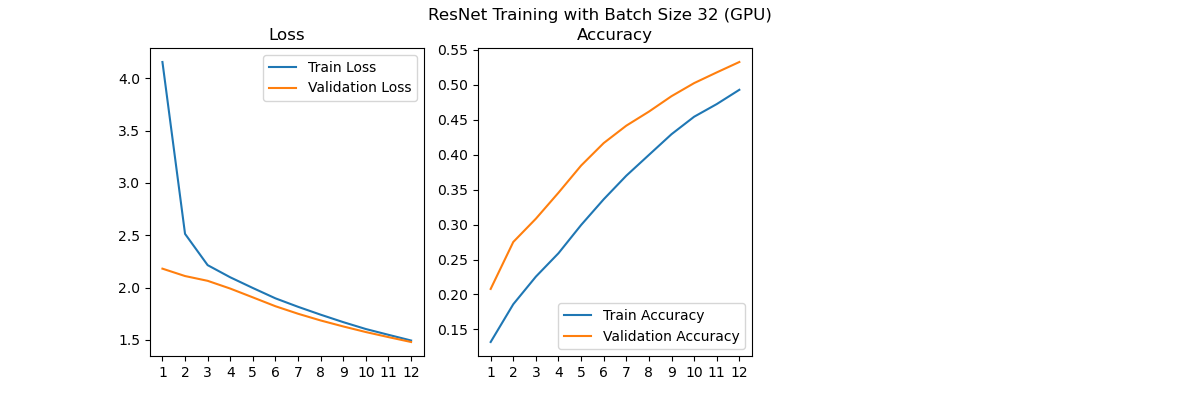 ResNet Training with Batch Size 32 (GPU)
Loss
Train Loss
Validation Loss
4.0
3.5
3.0
2.5
2.0
1.5
1 2 3 4 5 6 7 8 9 10 11 12
Accuracy
0.55
0.50
0.45
0.40
0.35
0.30
0.25
0.20
0.15
Train Accuracy
Validation Accuracy
1 2 3 4 5 6 7 8 9 10 11 12